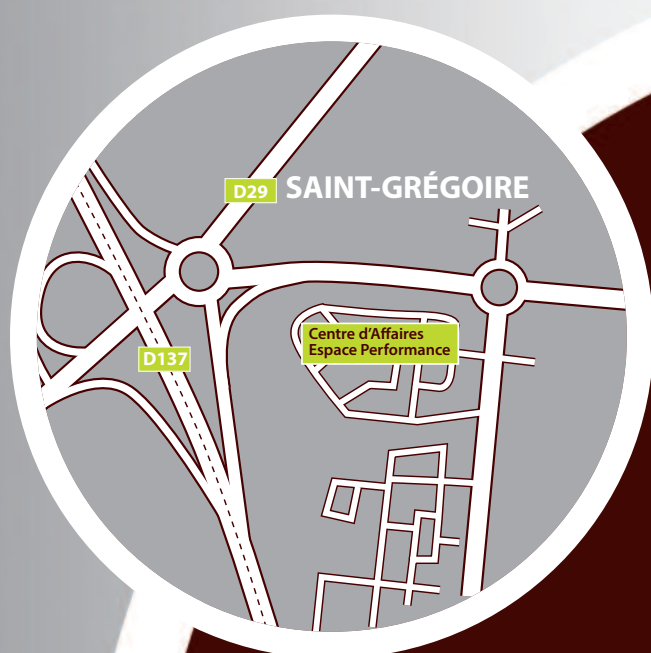 D29
SAINT-GRÉGOIRE
Centre d'Affaires
Espace Performance
D137